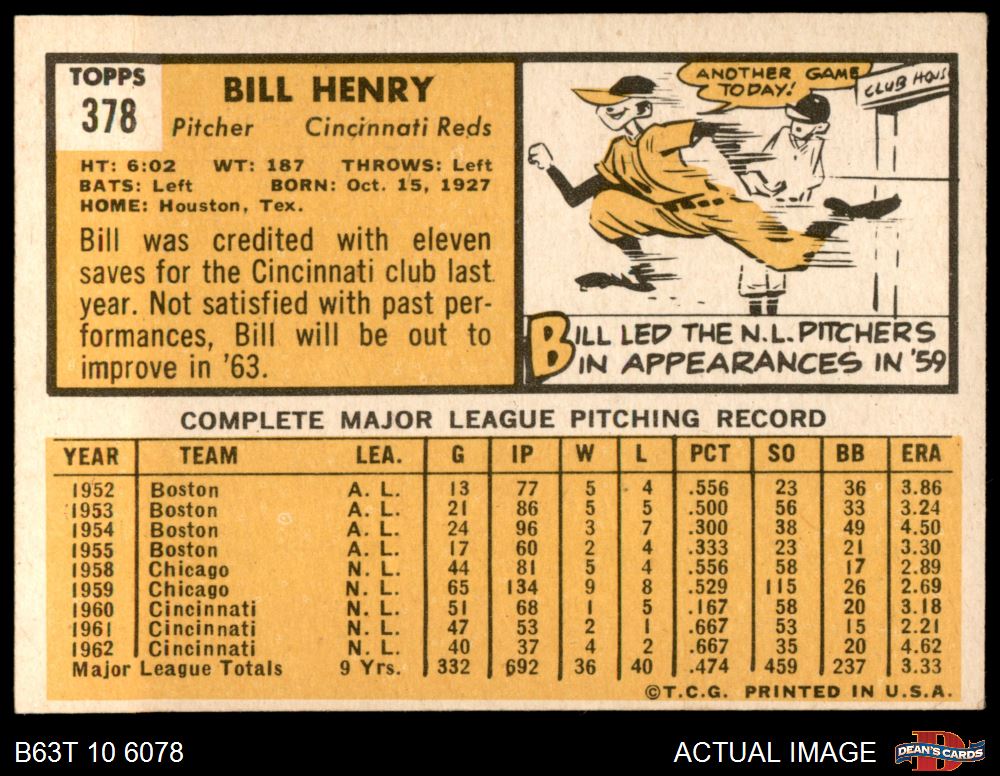 TOPPS
378
BILL HENRY
Pitcher Cincinnati Reds
HT: 6:02 WT: 187 THROWS: Left
BATS: Left BORN: Oct. 15, 1927
HOME: Houston, Tex.
Bill was credited with eleven
saves for the Cincinnati club last
year. Not satisfied with past per-
formances, Bill will be out to
improve in '63.
ANOTHER GAME
TODAY!
CLUB HOUS
BILL LED THE N.L. PITCHERS
IN APPEARANCES IN '59
COMPLETE MAJOR LEAGUE PITCHING RECORD
YEAR TEAM LEA. G IP W L PCT SO BB ERA
1952 Boston A. L. 13 77 5 4 .556 23 36 3.86
1953 Boston A. L. 21 86 5 5 .500 56 33 3.24
1954 Boston A. L. 24 96 3 7 .300 38 49 4.50
1955 Boston A. L. 17 60 2 4 .333 23 21 3.30
1958 Chicago N. L. 44 81 5 4 .556 58 17 2.89
1959 Chicago N. L. 65 134 9 8 .529 115 26 2.69
1960 Cincinnati N. L. 51 68 1 5 .167 58 20 3.18
1961 Cincinnati N. L. 47 53 2 1 .667 53 15 2.21
1962 Cincinnati N. L. 40 37 4 2 .667 35 20 4.62
Major League Totals 9 Yrs. 332 692 36 40 .474 459 237 3.33
©T.C.G. PRINTED IN U.S.A.
B63T 10 6078
ACTUAL IMAGE
DEAN'S CARDS